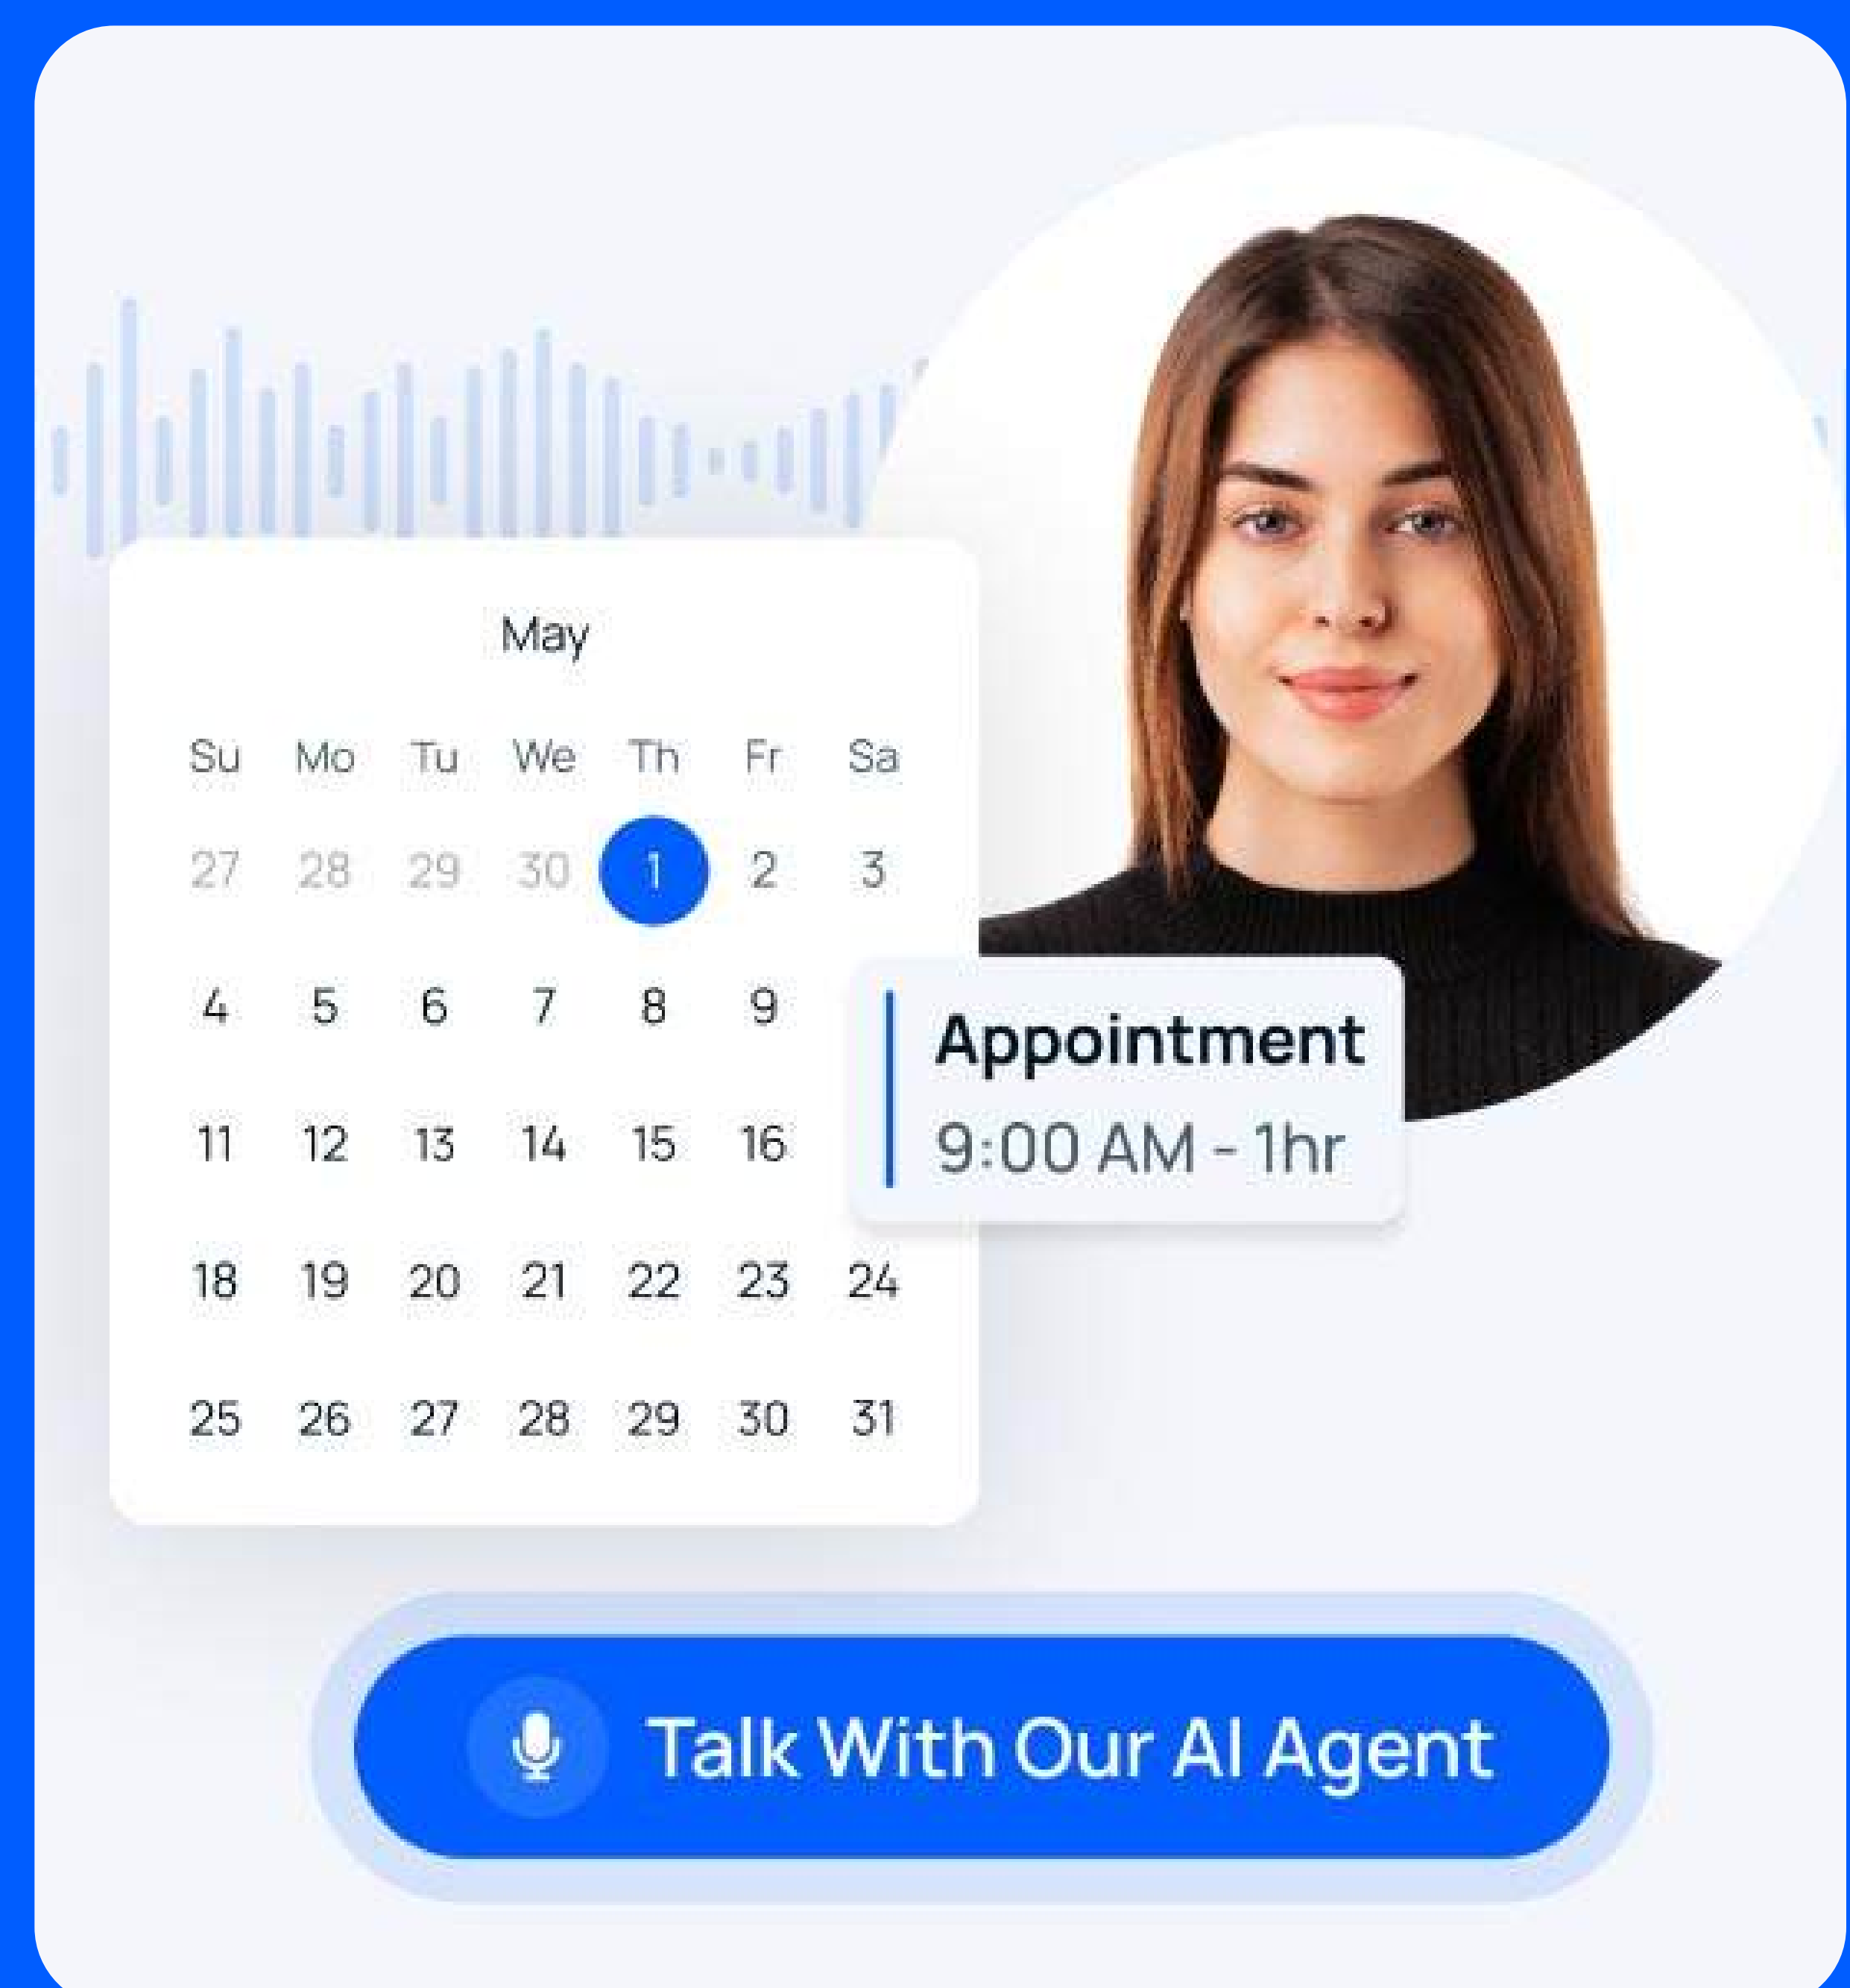 May
Su Mo Tu We Th Fr Sa
27 28 29 30 1 2 3
4 5 6 7 8 9
Appointment
9:00 AM - 1hr
11 12 13 14 15 16
18 19 20 21 22 23 24
25 26 27 28 29 30 31
Talk With Our AI Agent